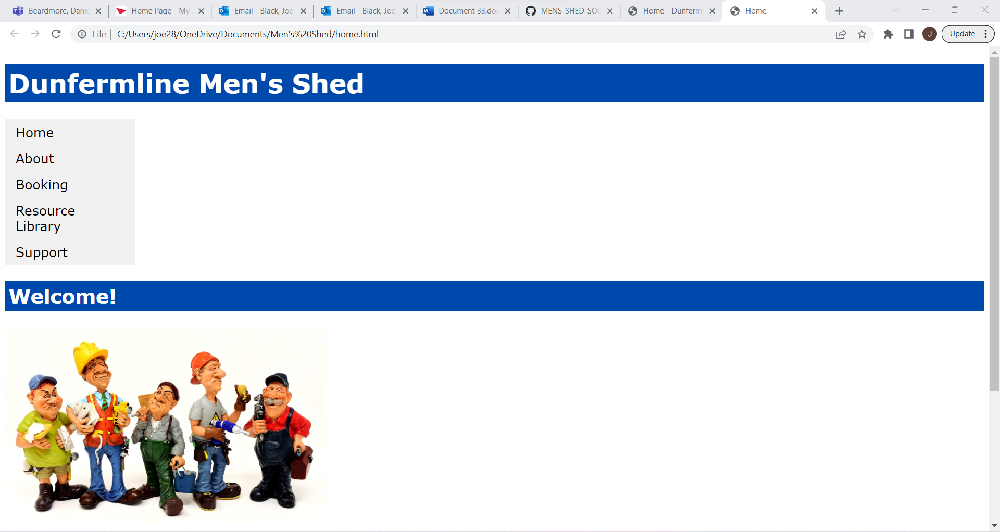 Beardmore, Danie
Home Page - My
Email - Black, Joe
Email - Black, Joe
Document 33.doc
MENS-SHED-SOC
Home - Dunferml
Home
File
C:/Users/joe28/OneDrive/Documents/Men's%20Shed/home.html
J
Update
Dunfermline Men's Shed
Home
About
Booking
Resource
Library
Support
Welcome!